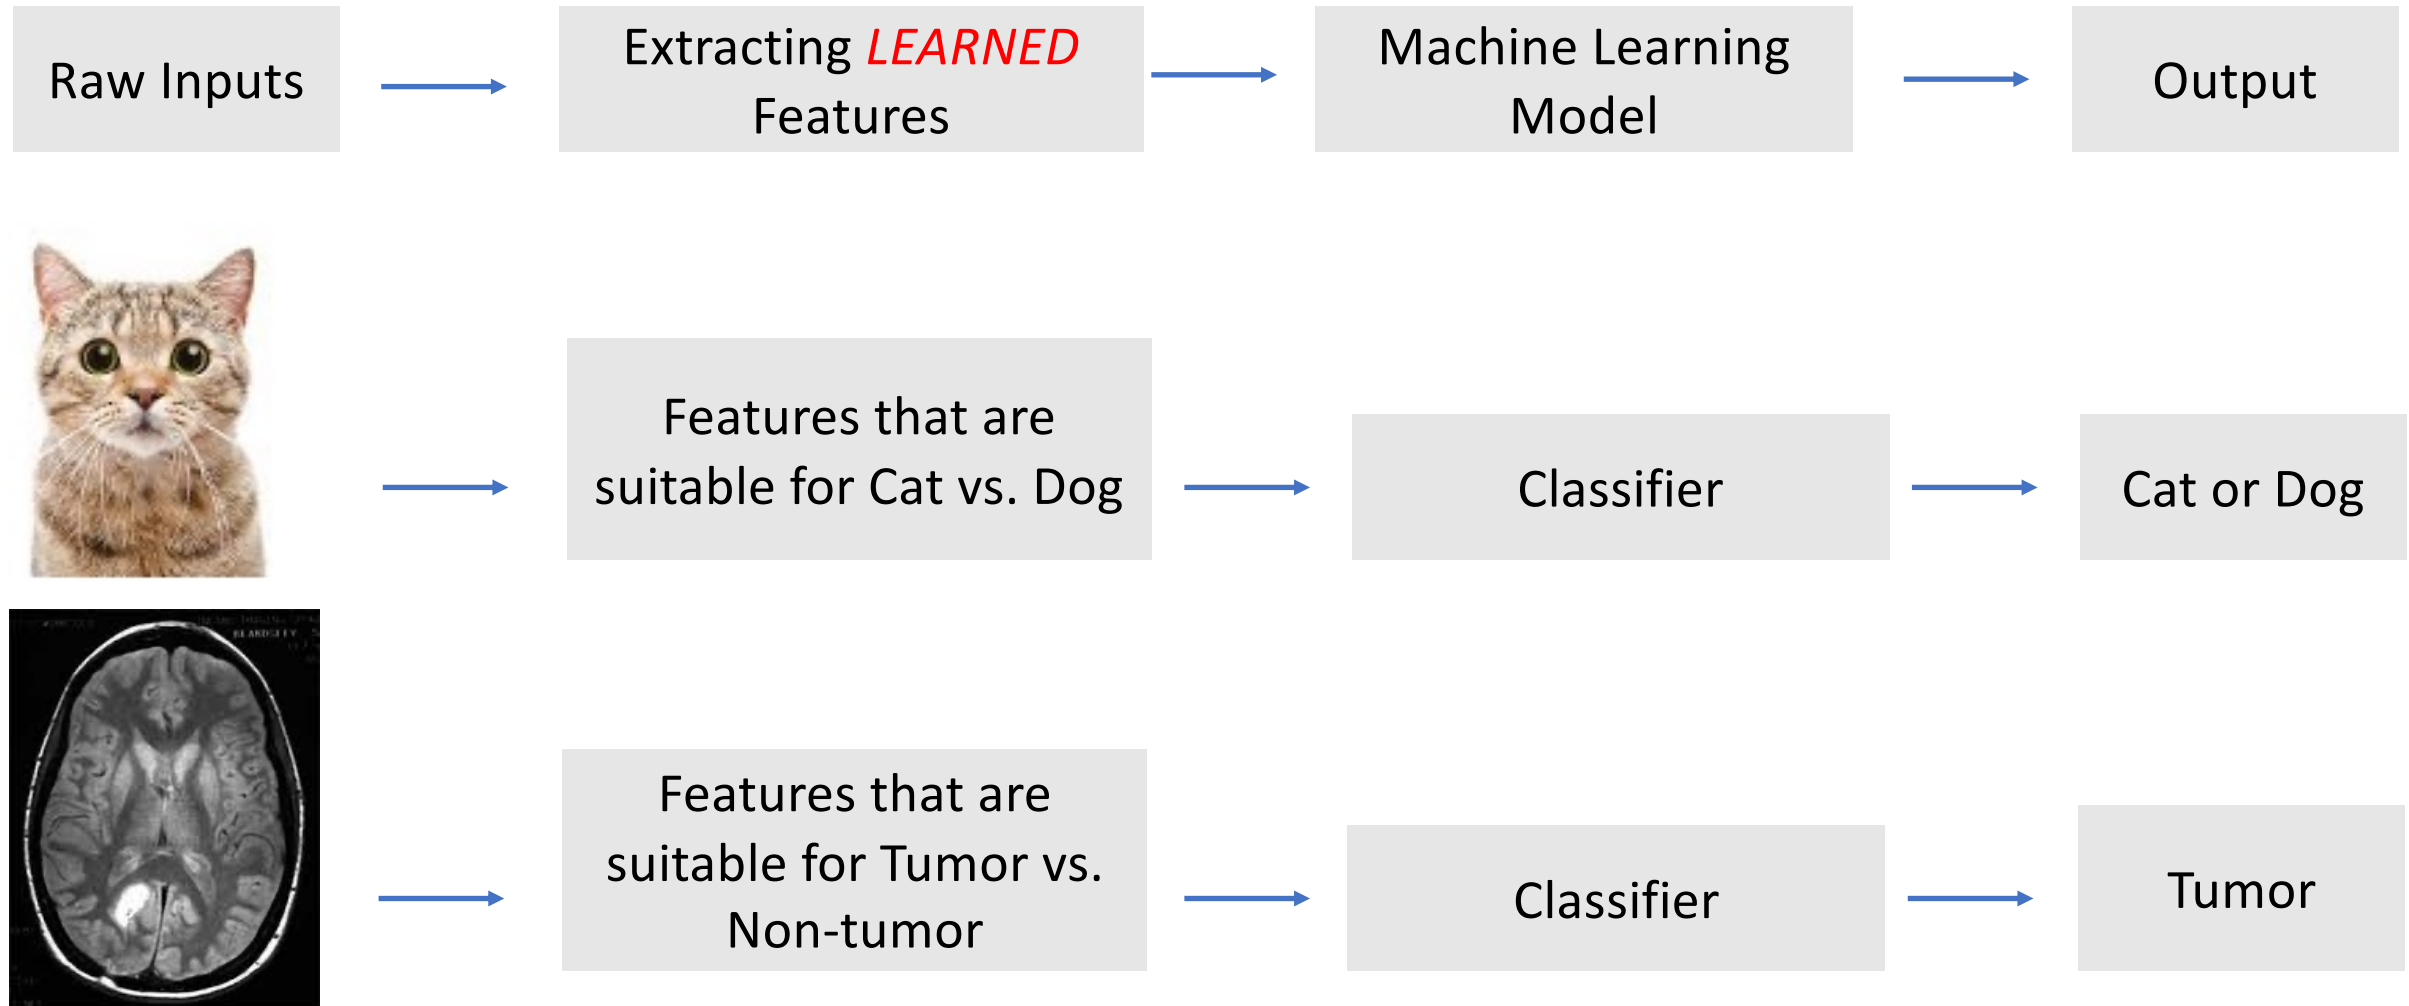 Raw Inputs
Extracting LEARNED
Features
Machine Learning
Model
Output
Features that are
suitable for Cat vs. Dog
Classifier
Cat or Dog
BEARDSLEY
Features that are
suitable for Tumor vs.
Non-tumor
Classifier
Tumor